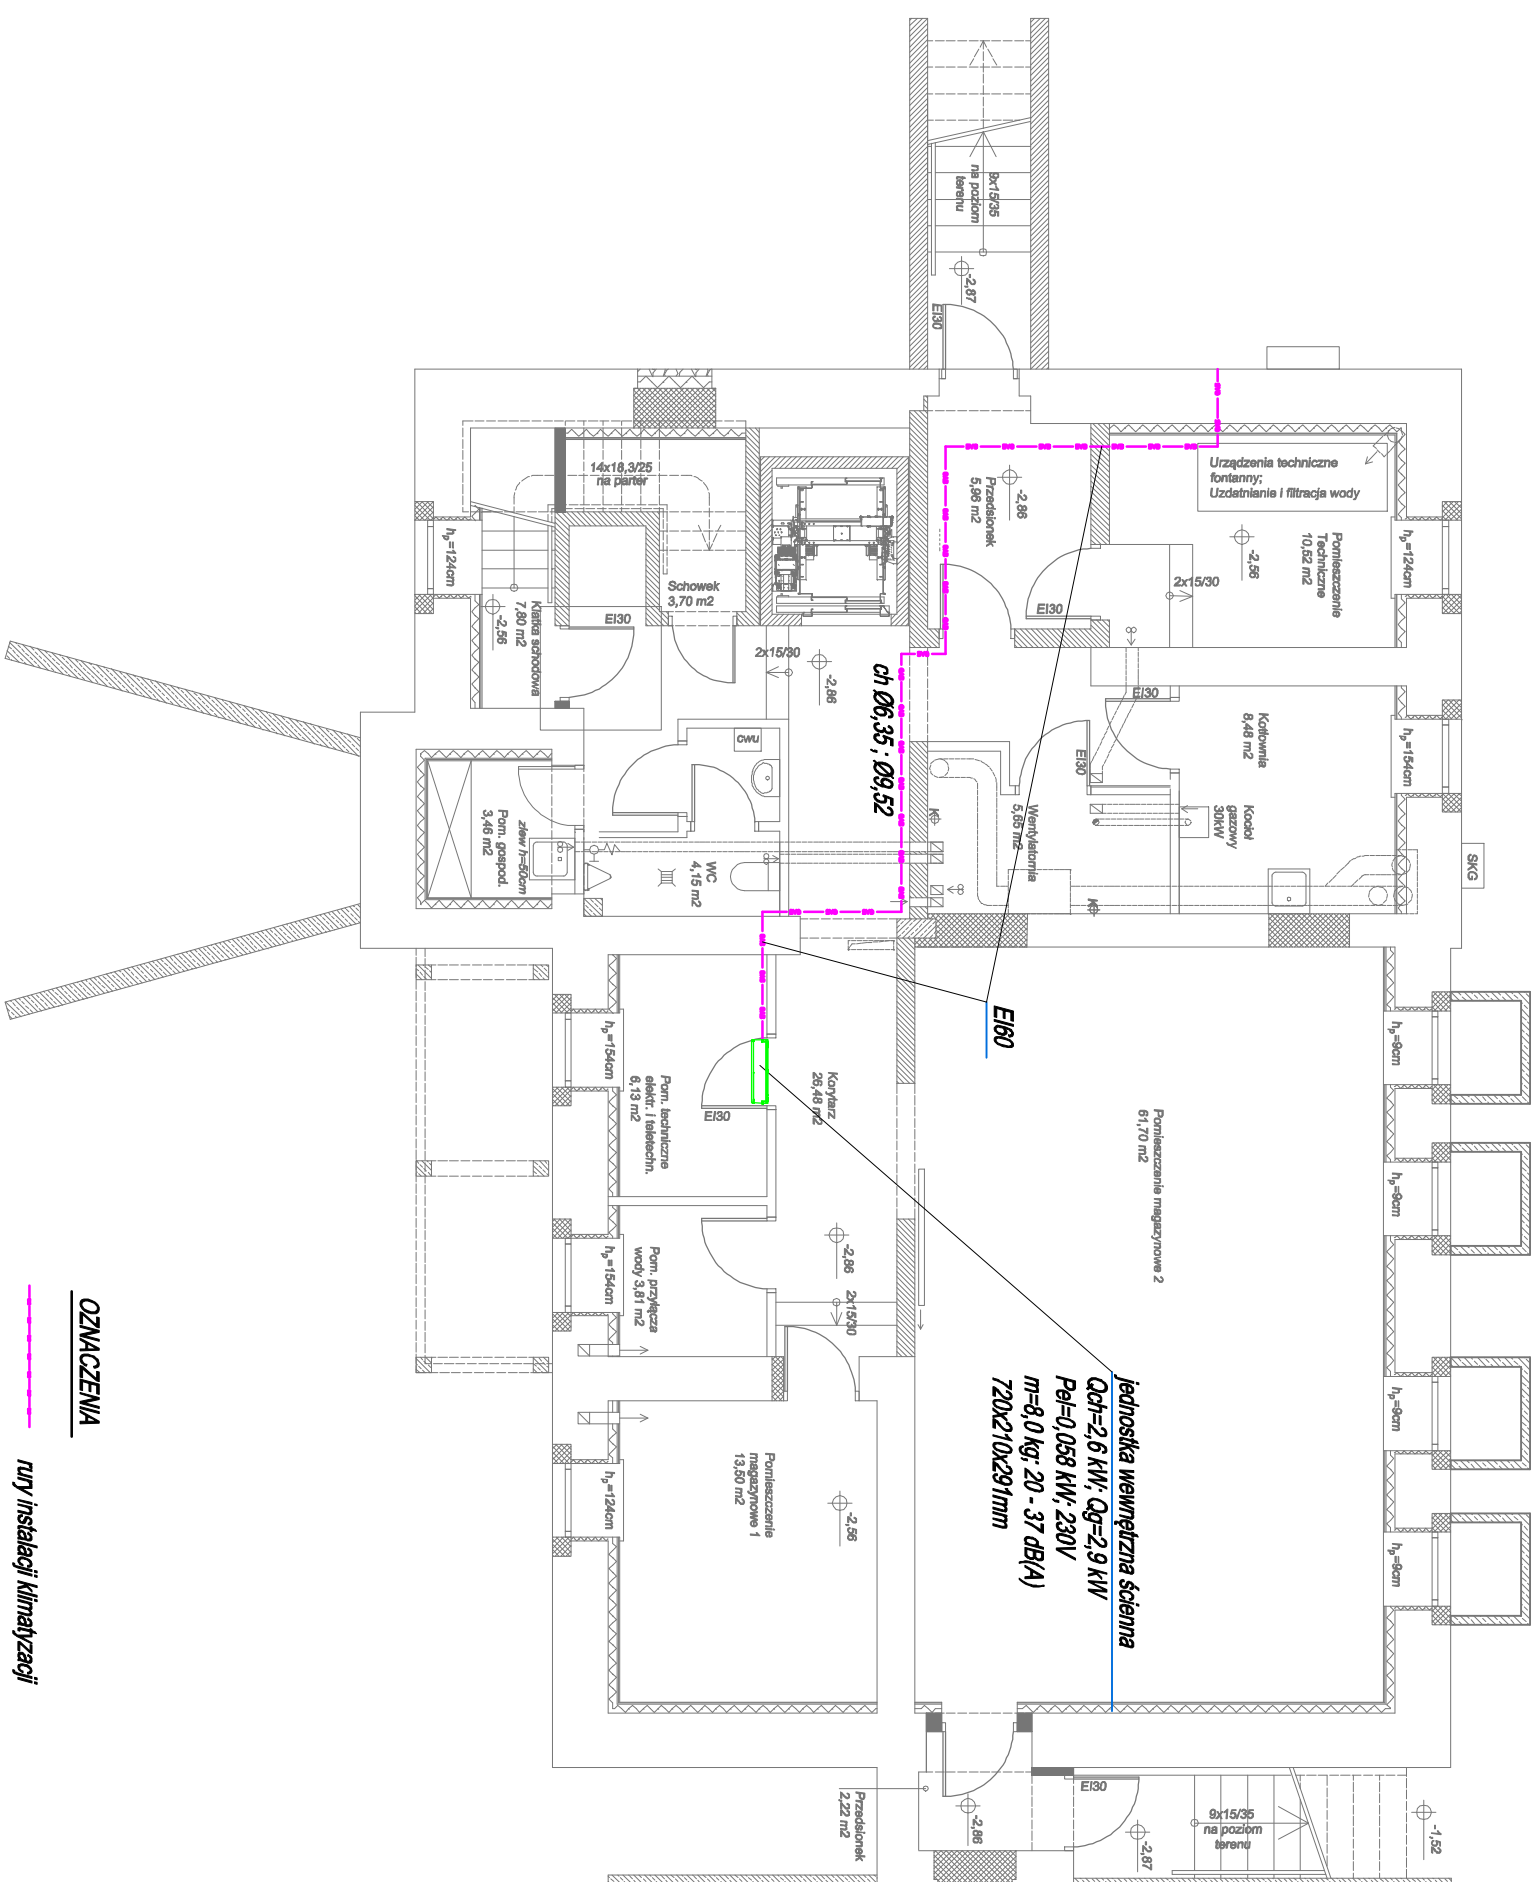 9x15/35
na poziom
terenu
-2,87
EI30
14x18,3/25
na parter
Schowek
3,70 m2
EI30
hp=124cm
Klatka schodowa
7,80 m2
-2,56
Przedsionek
5,96 m2
-2,86
Urządzenia techniczne
fontanny;
Uzdatnianie i filtracja wody
Pomieszczenie
Techniczne
10,52 m2
-2,56
hp=124cm
2x15/30
EI30
2x15/30
-2,86
ch Ø6,35 ; Ø9,52
EI30
Kotłownia
8,48 m2
hp=154cm
EI30
Kocioł
gazowy
30kW
Wentylatornia
5,65 m2
K
K
SKG
cwu
WC
4,15 m2
zlew h=50cm
Pom. gospod.
3,46 m2
EI60
hp=154cm
Pom. techniczne
elektr. i teletechn.
6,13 m2
EI30
Korytarz
26,48 m2
Pomieszczenie magazynowe 2
61,70 m2
hp=9cm
hp=9cm
hp=9cm
hp=9cm
hp=154cm
Pom. przyłącza
wody 3,81 m2
-2,86
2x15/30
jednostka wewnętrzna ścienna
Qch=2,6 kW; Qg=2,9 kW
Pel=0,058 kW; 230V
m=8,0 kg; 20 - 37 dB(A)
720x210x291mm
hp=124cm
Pomieszczenie
magazynowe 1
13,50 m2
-2,56
Przedsionek
2,22 m2
-2,86
EI30
-2,87
9x15/35
na poziom
terenu
-1,52
OZNACZENIA
rury instalacji klimatyzacji